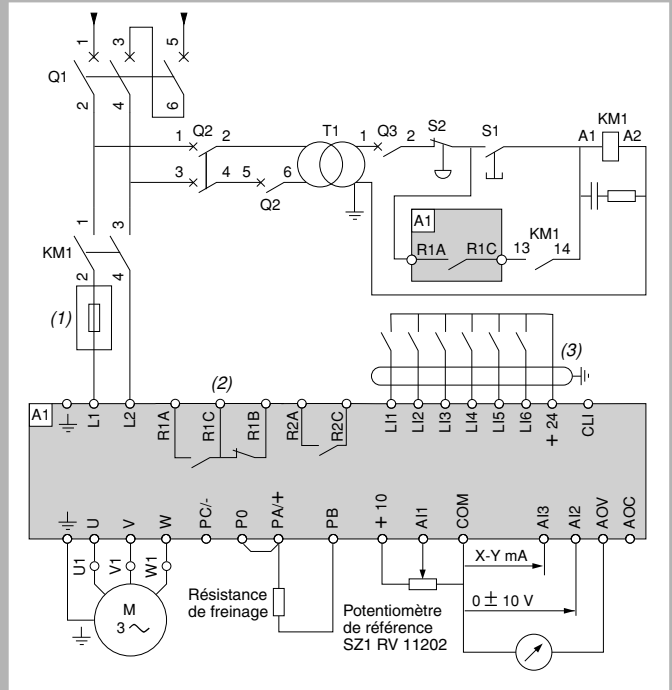 1 3 5
Q1
2 4 6
1 Q2 2
T1
1 Q3 2
S2
S1
KM1
A1 A2
3 4 5 6
Q2
A1
R1A R1C
13 KM1 14
1 3
KM1
2 4
(1)
(2)
(3)
A1
L1 L2 R1A R1C R1B R2A R2C LI1 LI2 LI3 LI4 LI5 LI6 + 24 CLI
U V W PC/- P0 PA/+ PB + 10 AI1 COM AI3 AI2 AOV AOC
U1 V1 W1
X-Y mA
M
3 ~
Résistance
de freinage
0 ± 10 V
Potentiomètre
de référence
SZ1 RV 11202